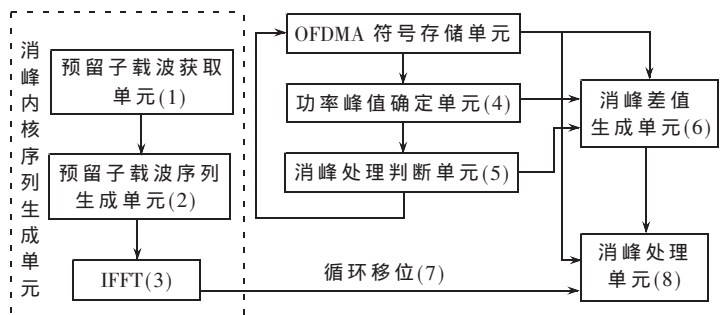 消峰内核序列生成单元
预留子载波获取
单元(1)
预留子载波序列
生成单元(2)
IFFT(3)
OFDMA 符号存储单元
功率峰值确定单元(4)
消峰处理判断单元(5)
消峰差值
生成单元(6)
循环移位(7)
消峰处理
单元(8)